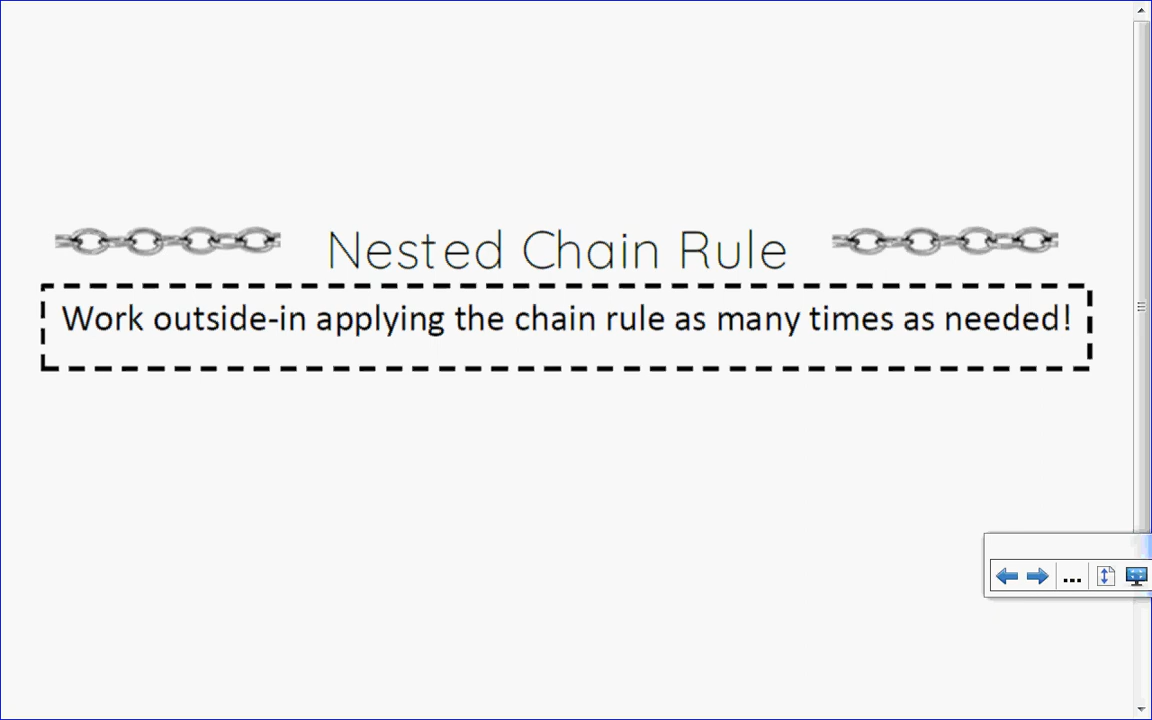 Nested Chain Rule
Work outside-in applying the chain rule as many times as needed!
...